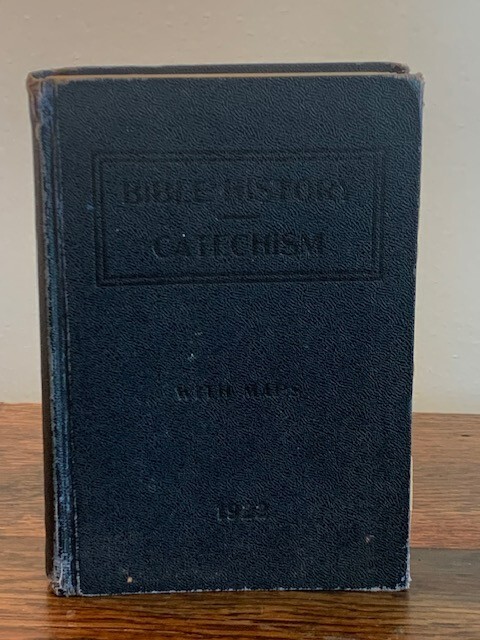 BIBLE HISTORY
CATECHISM
WITH MAPS
1922